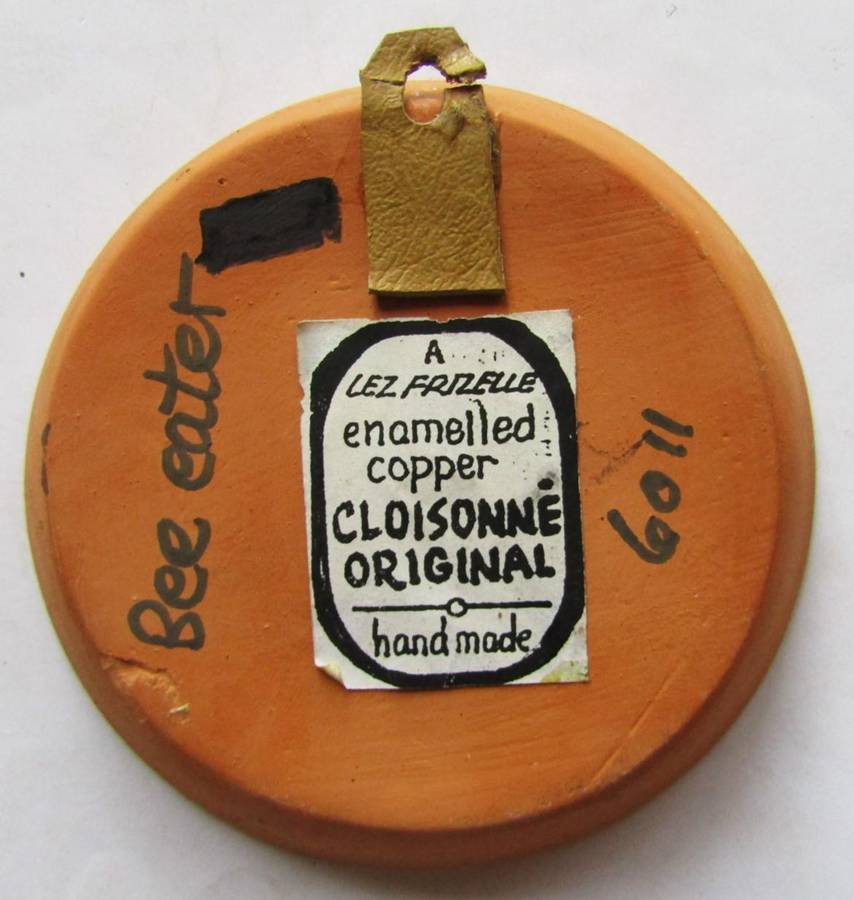 Bee eater
A
LEZ FRIZELLE
enamelled
copper
CLOISONNÉ
ORIGINAL
hand made
6011